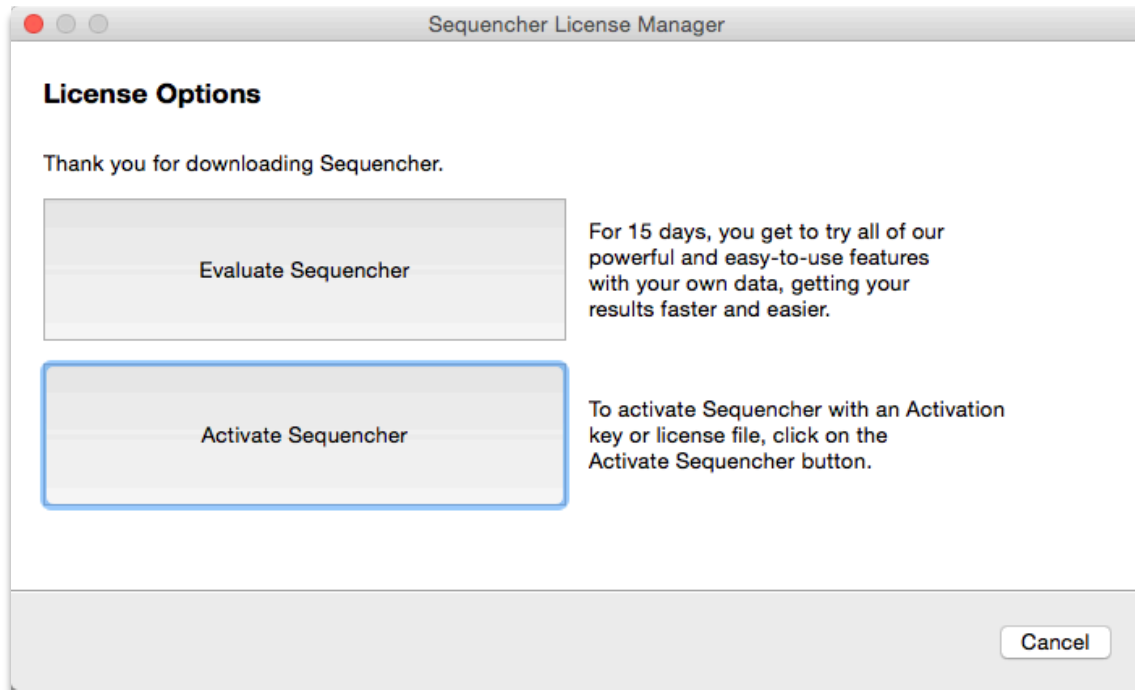 Sequencher License Manager
License Options
Thank you for downloading Sequencher.
Evaluate Sequencher
For 15 days, you get to try all of our
powerful and easy-to-use features
with your own data, getting your
results faster and easier.
Activate Sequencher
To activate Sequencher with an Activation
key or license file, click on the
Activate Sequencher button.
Cancel